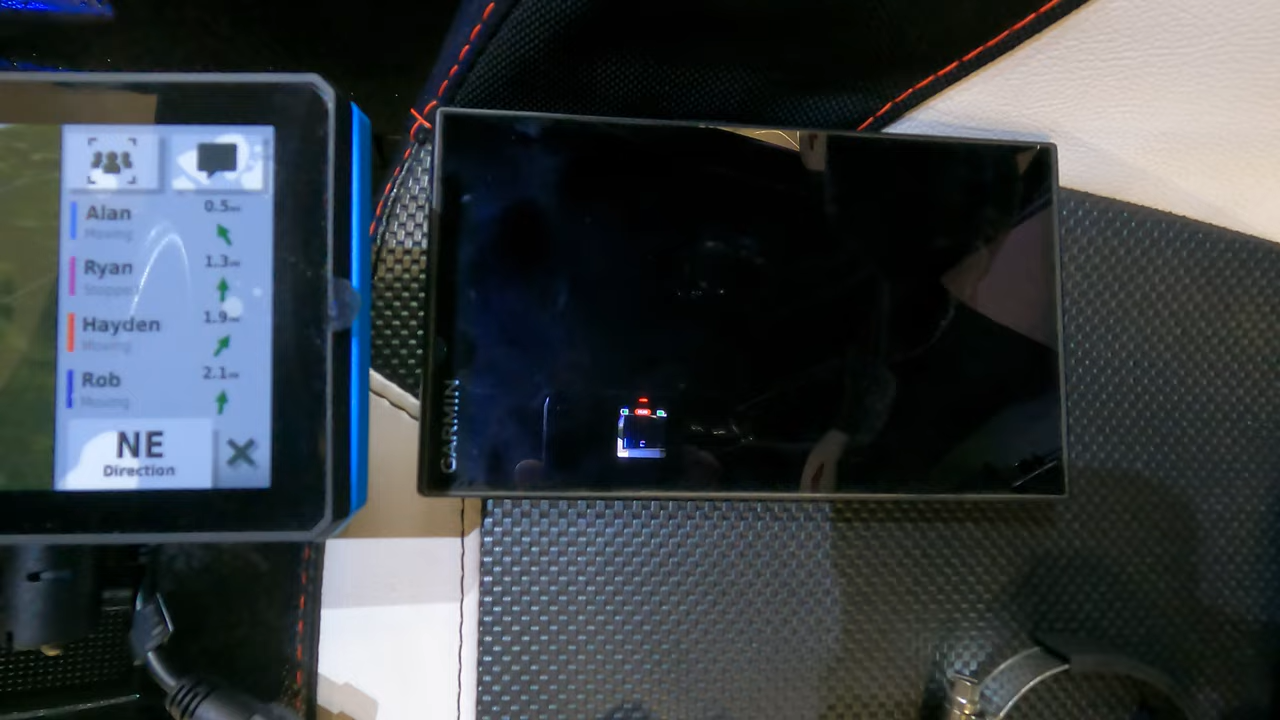 Alan
0.5mi
Moving
Ryan
1.3mi
Stopped
Hayden
1.9mi
Moving
Rob
2.1mi
Moving
NE
Direction
GARMIN